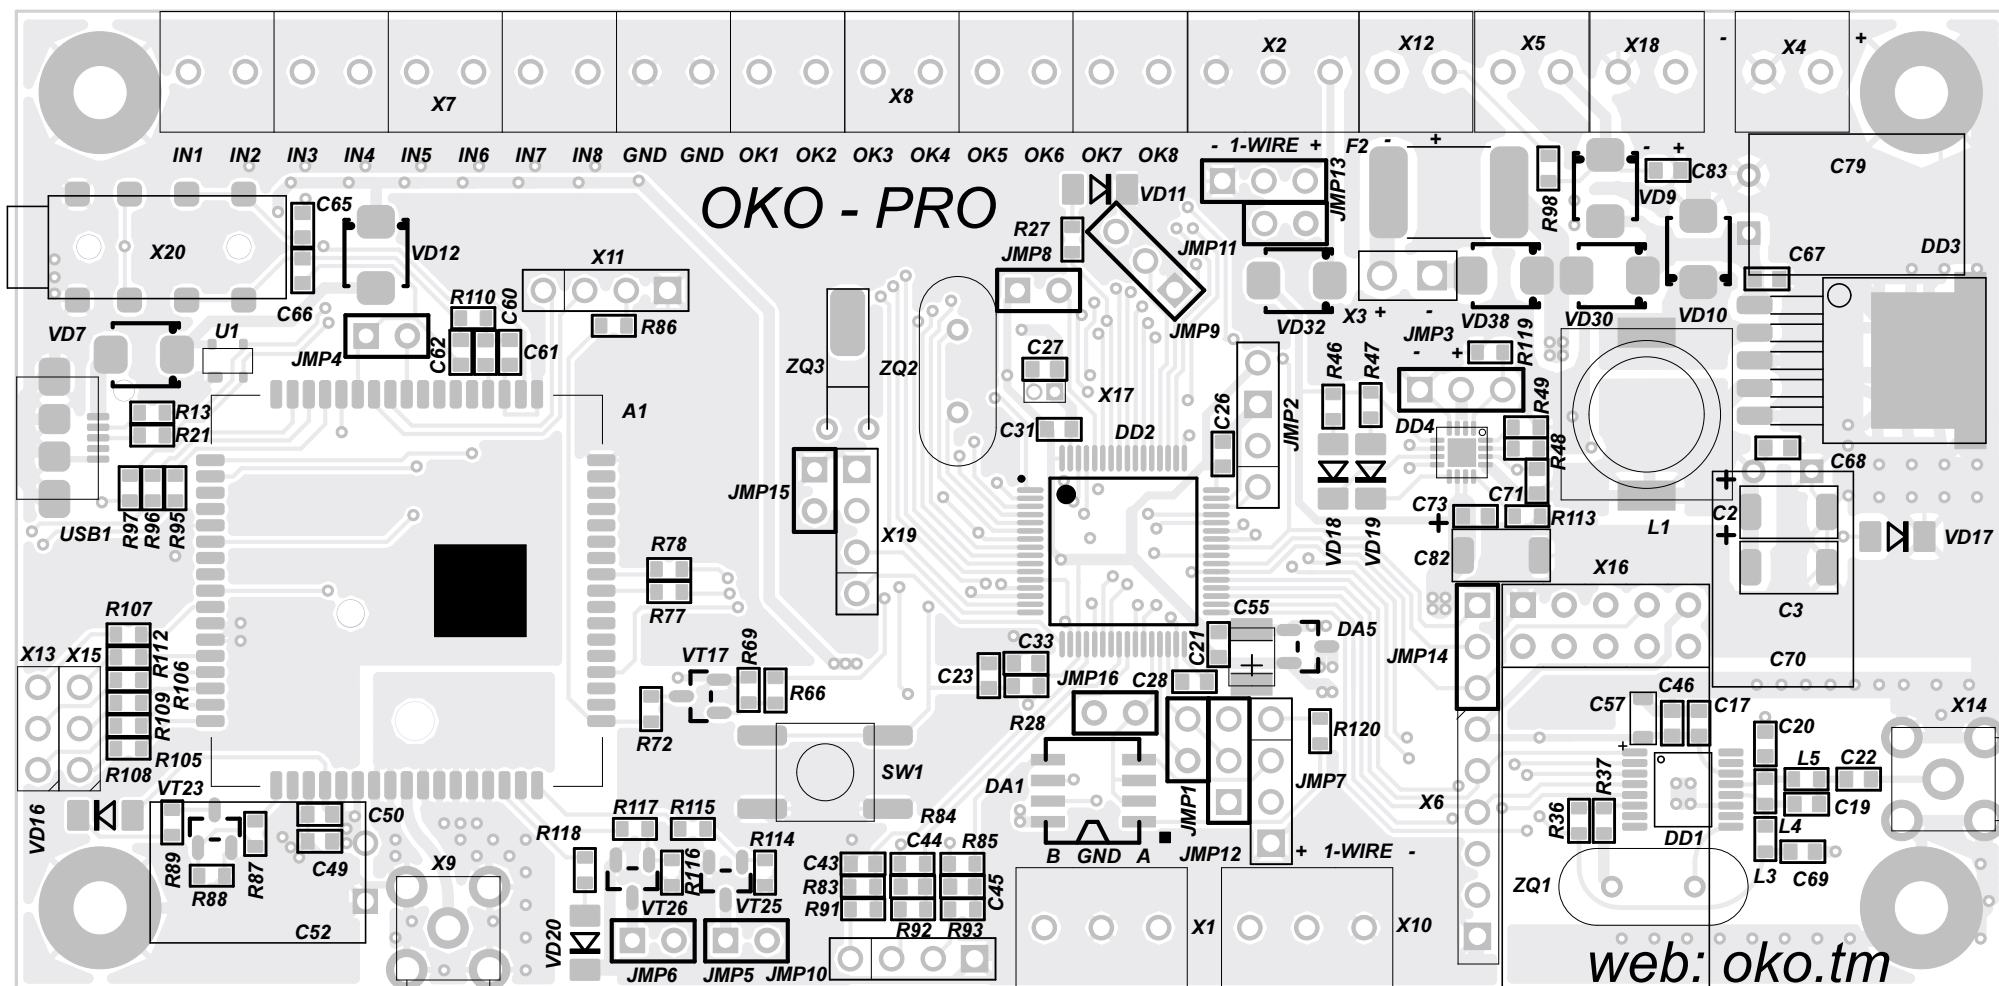 X2 X12 X5 X18 - X4 +
X7 X8
IN1 IN2 IN3 IN4 IN5 IN6 IN7 IN8 GND GND OK1 OK2 OK3 OK4 OK5 OK6 OK7 OK8 - 1-WIRE + F2 - + - +
C79
C83
JMP13
R98
VD9
VD11
OKO - PRO
C65
X20
VD12
R27
JMP8
JMP11
X11
C67
DD3
C66
R110
C60
R86
VD7
U1
JMP4
C62
C61
JMP9
VD32
X3 + -
JMP3
VD38
R119
VD30
VD10
ZQ3
ZQ2
C27
R46
R47
- +
X17
R13
A1
R21
C31
DD2
C26
JMP2
DD4
R49
R48
C68
JMP15
+
USB1
R97
R96
R95
X19
C73
+
C71
R113
L1
C2
+
VD18
VD19
VD17
R78
C82
X16
R77
R107
C55
C3
X13 X15
R112
R106
VT17
R69
C33
C21
DA5
+
JMP14
C70
C23
JMP16
C28
R66
R109
R28
C57
C46
C17
X14
R72
R120
C20
R105
R108
SW1
DA1
JMP7
+
L5
C22
VT23
R37
VD16
C50
R117
R115
R84
JMP1
X6
R36
C19
R118
L4
DD1
R89
R87
C49
X9
R116
R114
C43
C44
R85
B GND A
JMP12
+ 1-WIRE -
R88
R83
C45
ZQ1
L3
C69
VT26
VT25
R91
C52
VD20
R92
R93
X1
X10
JMP6
JMP5
JMP10
web: oko.tm